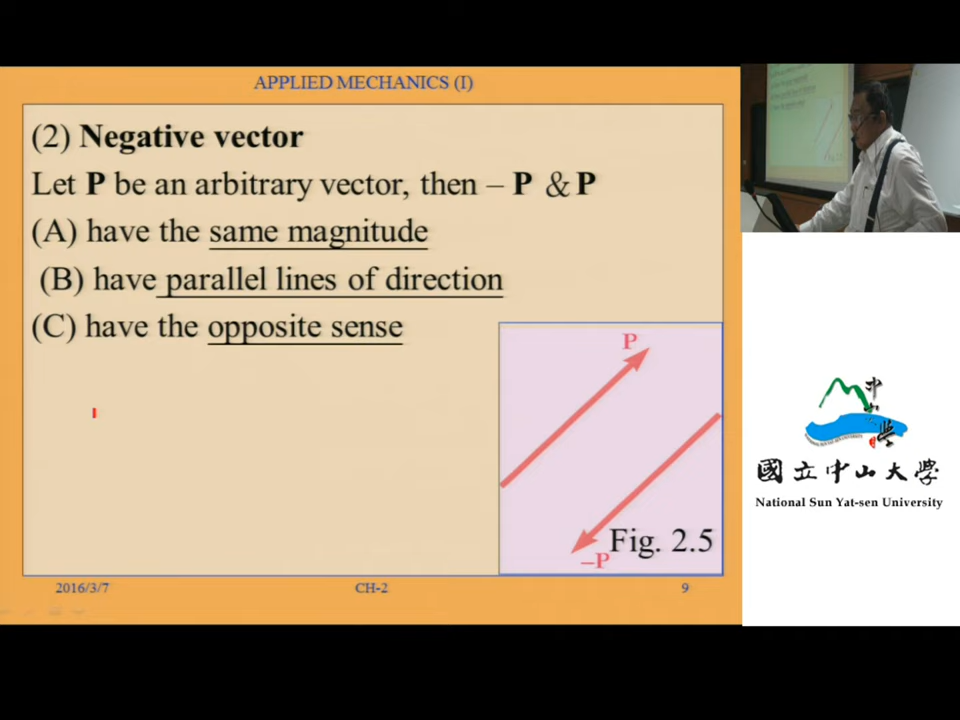 APPLIED MECHANICS (I)
(2) Negative vector
Let P be an arbitrary vector, then – P & P
(A) have the same magnitude
(B) have parallel lines of direction
(C) have the opposite sense
P
–P
Fig. 2.5
2016/3/7
CH-2
9
國立中山大學
National Sun Yat-sen University